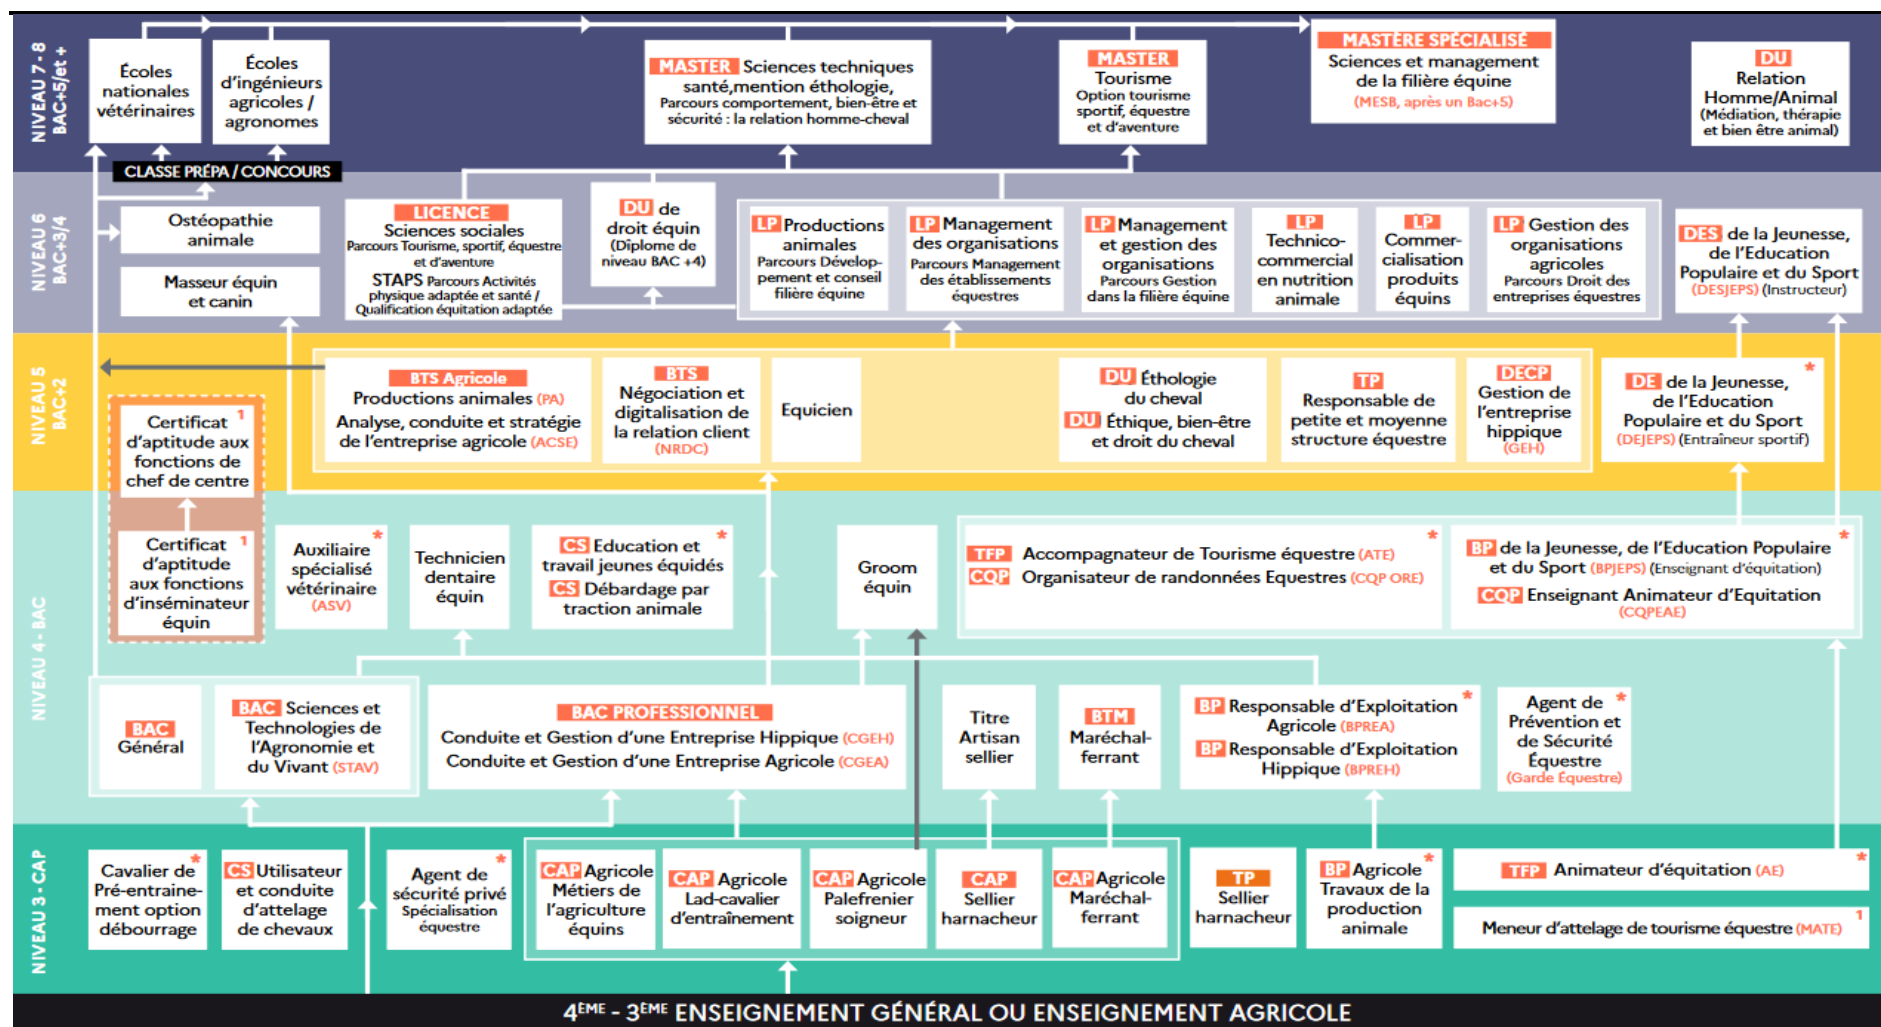 NIVEAU 7-8
BAC+5/et +
Écoles
nationales
vétérinaires
Écoles
d'ingénieurs
agricoles /
agronomes
MASTER Sciences techniques
santé,mention éthologie,
Parcours comportement, bien-être et
sécurité : la relation homme-cheval
MASTER
Tourisme
Option tourisme
sportif, équestre
et d'aventure
MASTÈRE SPÉCIALISÉ
Sciences et management
de la filière équine
(MESB, après un Bac+5)
DU
Relation
Homme/Animal
(Médiation, thérapie
et bien être animal)
CLASSE PRÉPA / CONCOURS
NIVEAU 6
BAC+3/4
Ostéopathie
animale
Masseur équin
et canin
LICENCE
Sciences sociales
Parcours Tourisme, sportif, équestre
et d'aventure
STAPS Parcours Activités
physique adaptée et santé /
Qualification équitation adaptée
DU de
droit équin
(Diplome de
niveau BAC +4)
LP Productions
animales
Parcours Dévelop-
pement et conseil
filière équine
LP Management
des organisations
Parcours Management
des établissements
équestres
LP Management
et gestion des
organisations
Parcours Gestion
dans la filière équine
LP
Technico-
commercial
en nutrition
animale
LP
Commer-
cialisation
produits
équins
LP Gestion des
organisations
agricoles
Parcours Droit des
entreprises équestres
DES de la Jeunesse,
de l'Education
Populaire et du Sport
(DESJEPS) (Instructeur)
NIVEAU 5
BAC+2
Certificat 1
d'aptitude aux
fonctions de
chef de centre
BTS Agricole
Productions animales (PA)
Analyse, conduite et stratégie
de l'entreprise agricole (ACSE)
BTS
Négociation et
digitalisation de
la relation client
(NRDC)
Equicien
DU Éthologie
du cheval
DU Éthique, bien-être
et droit du cheval
TP
Responsable de
petite et moyenne
structure équestre
DECP
Gestion de
l'entreprise
hippique
(GEH)
DE de la Jeunesse, *
de l'Education
Populaire et du Sport
(DEJEPS) (Entraîneur sportif)
NIVEAU 4 - BAC
Certificat 1
d'aptitude
aux fonctions
d'inséminateur
équin
*
Auxiliaire
spécialisé
vétérinaire
(ASV)
Technicien
dentaire
équin
*
CS Education et
travail jeunes équidés
CS Débardage par
traction animale
Groom
équin
*
TFP Accompagnateur de Tourisme équestre (ATE)
CQP Organisateur de randonnées Equestres (CQP ORE)
*
BP de la Jeunesse, de l'Education Populaire
et du Sport (BPJEPS) (Enseignant d'équitation)
CQP Enseignant Animateur d'Equitation
(CQPEAE)
BAC
Général
BAC Sciences et
Technologies de
l'Agronomie et
du Vivant (STAV)
BAC PROFESSIONNEL
Conduite et Gestion d'une Entreprise Hippique (CGEH)
Conduite et Gestion d'une Entreprise Agricole (CGEA)
Titre
Artisan
sellier
BTM
Maréchal-
ferrant
*
BP Responsable d'Exploitation
Agricole (BPREA)
BP Responsable d'Exploitation
Hippique (BPREH)
Agent de *
Prévention et
de Sécurité
Équestre
(Garde Équestre)
NIVEAU 3 - CAP
*
Cavalier de
Pré-entraine-
ment option
débourrage
CS Utilisateur
et conduite
d'attelage
de chevaux
*
Agent de
sécurité privé
Spécialisation
équestre
CAP Agricole
Métiers de
l'agriculture
équins
CAP Agricole
Lad-cavalier
d'entraînement
CAP Agricole
Palefrenier
soigneur
CAP
Sellier
harnacheur
CAP Agricole
Maréchal-
ferrant
TP
Sellier
harnacheur
*
BP Agricole
Travaux de la
production
animale
TFP Animateur d'équitation (AE) *
Meneur d'attelage de tourisme équestre (MATE) 1
4ÈME - 3ÈME ENSEIGNEMENT GÉNÉRAL OU ENSEIGNEMENT AGRICOLE